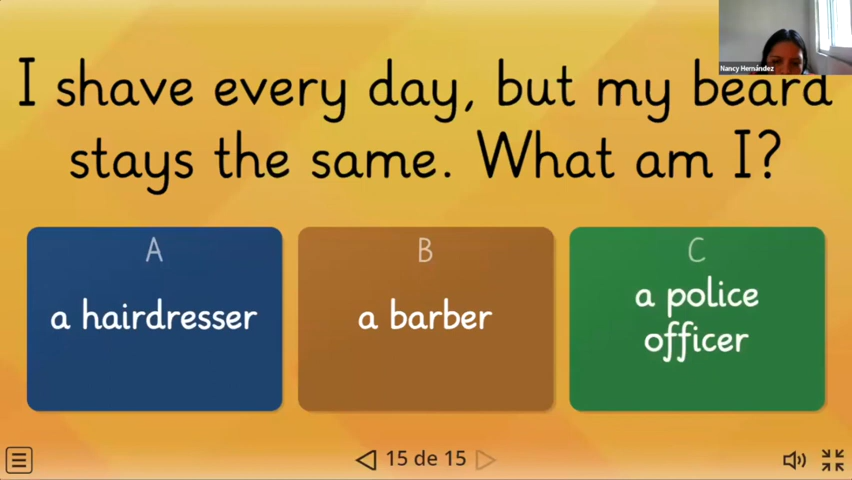 Nancy Hernández
I shave every day, but my beard
stays the same. What am I?
A
a hairdresser
B
a barber
C
a police
officer
15 de 15